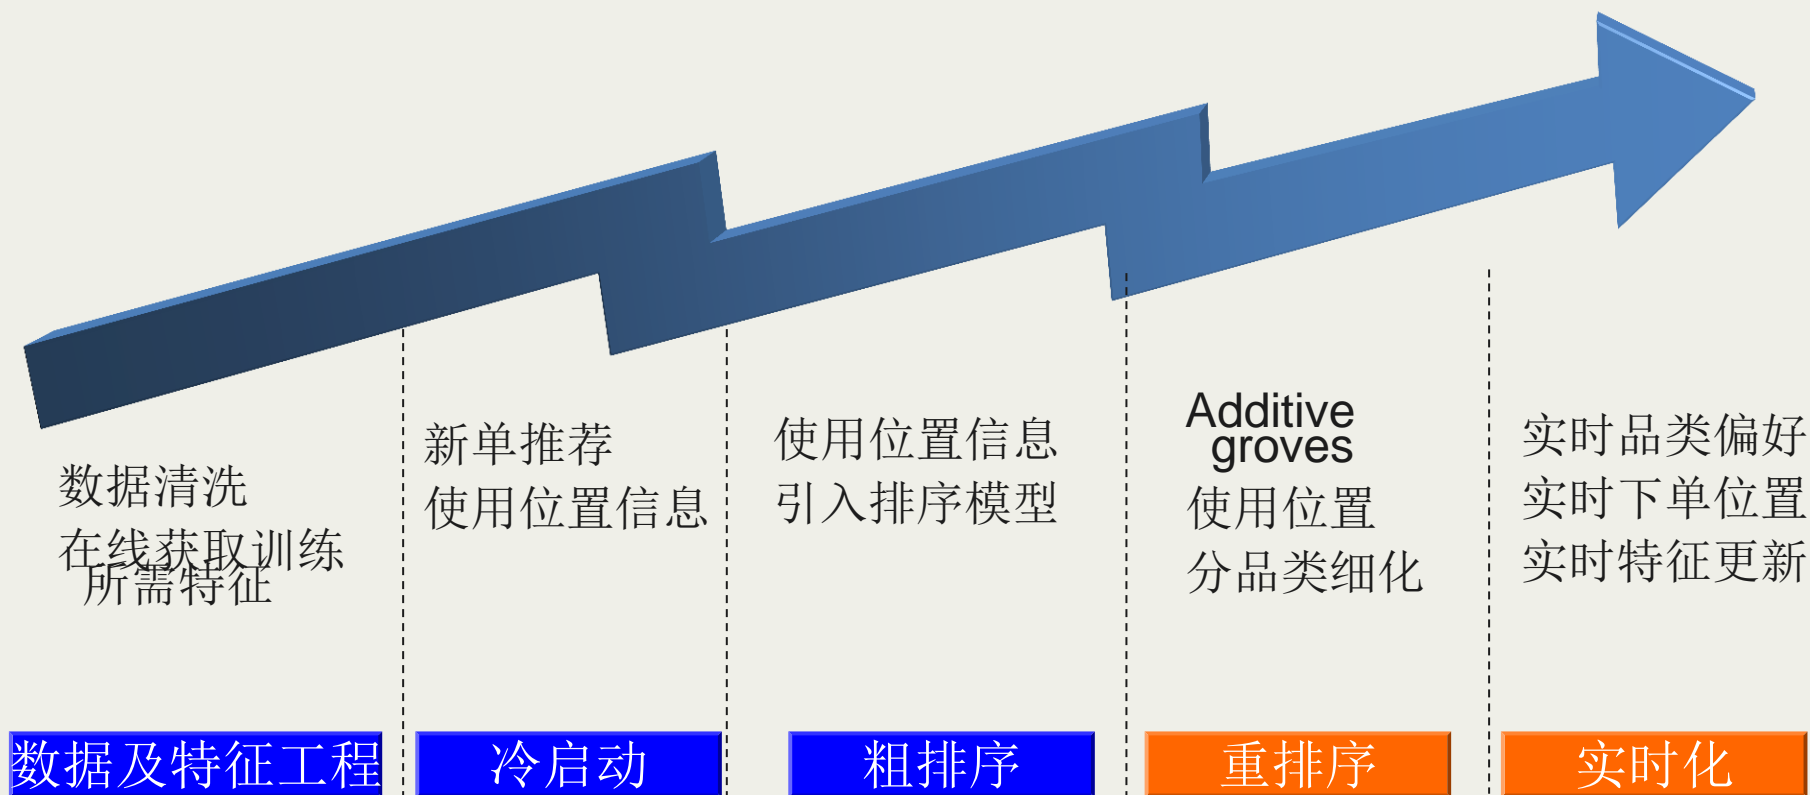 数据清洗
在线获取训练
所需特征
新单推荐
使用位置信息
使用位置信息
引入排序模型
Additive
groves
使用位置
分品类细化
实时品类偏好
实时下单位置
实时特征更新
数据及特征工程
冷启动
粗排序
重排序
实时化